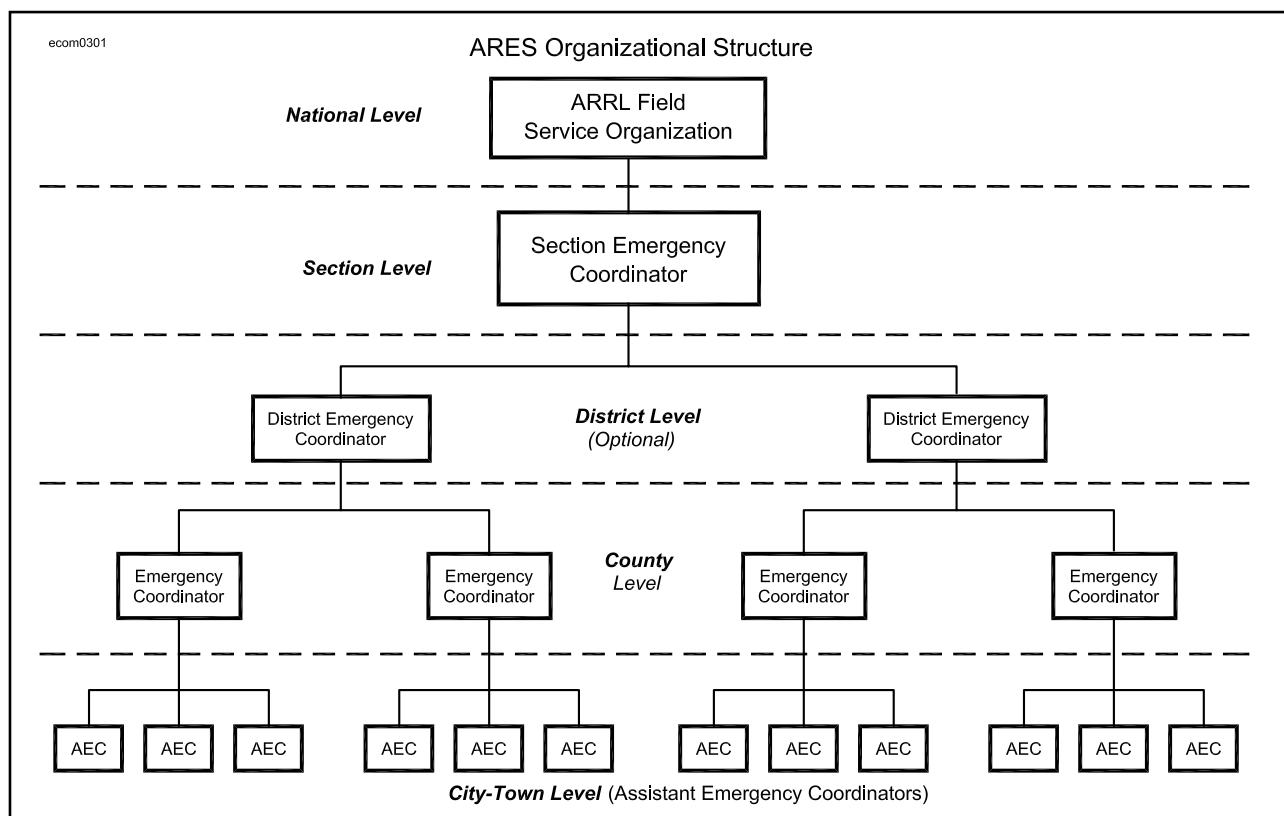 ecom0301
ARES Organizational Structure
National Level
ARRL Field
Service Organization
Section Level
Section Emergency
Coordinator
District Emergency
Coordinator
District Level
(Optional)
District Emergency
Coordinator
Emergency
Coordinator
Emergency
Coordinator
County
Level
Emergency
Coordinator
Emergency
Coordinator
AEC
AEC
AEC
AEC
AEC
AEC
AEC
AEC
AEC
AEC
AEC
AEC
City-Town Level (Assistant Emergency Coordinators)